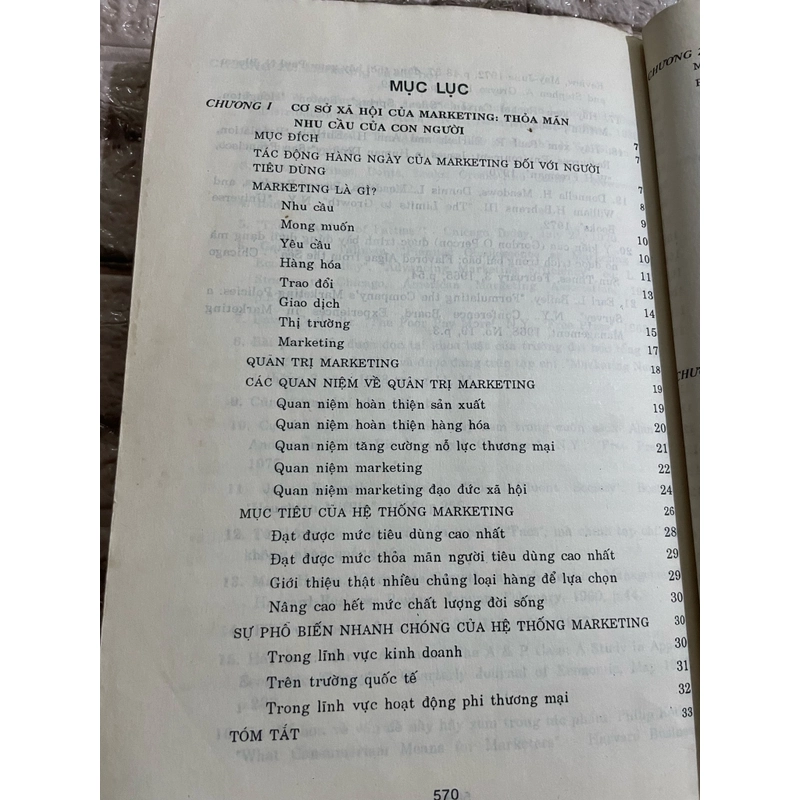 MỤC LỤC
CHƯƠNG I CƠ SỞ XÃ HỘI CỦA MARKETING: THỎA MÃN
NHU CẦU CỦA CON NGƯỜI
MỤC ĐÍCH 7
TÁC ĐỘNG HÀNG NGÀY CỦA MARKETING ĐỐI VỚI NGƯỜI 7
TIÊU DÙNG
MARKETING LÀ GÌ? 7
Nhu cầu 8
Mong muốn 9
Yêu cầu 10
Hàng hóa 10
Trao đổi 11
Giao dịch 13
Thị trường 14
Marketing 15
QUẢN TRỊ MARKETING 17
CÁC QUAN NIỆM VỀ QUẢN TRỊ MARKETING 18
Quan niệm hoàn thiện sản xuất 19
Quan niệm hoàn thiện hàng hóa 19
Quan niệm tăng cường nỗ lực thương mại 20
Quan niệm marketing 21
Quan niệm marketing đạo đức xã hội 22
MỤC TIÊU CỦA HỆ THỐNG MARKETING 24
Đạt được mức tiêu dùng cao nhất 26
Đạt được mức thỏa mãn người tiêu dùng cao nhất 28
Giới thiệu thật nhiều chủng loại hàng để lựa chọn 29
Nâng cao hết mức chất lượng đời sống 29
SỰ PHỔ BIẾN NHANH CHÓNG CỦA HỆ THỐNG MARKETING 30
Trong lĩnh vực kinh doanh 30
Trên trường quốc tế 30
Trong lĩnh vực hoạt động phi thương mại 31
32
TÓM TẮT 33
570
CHƯƠNG 2